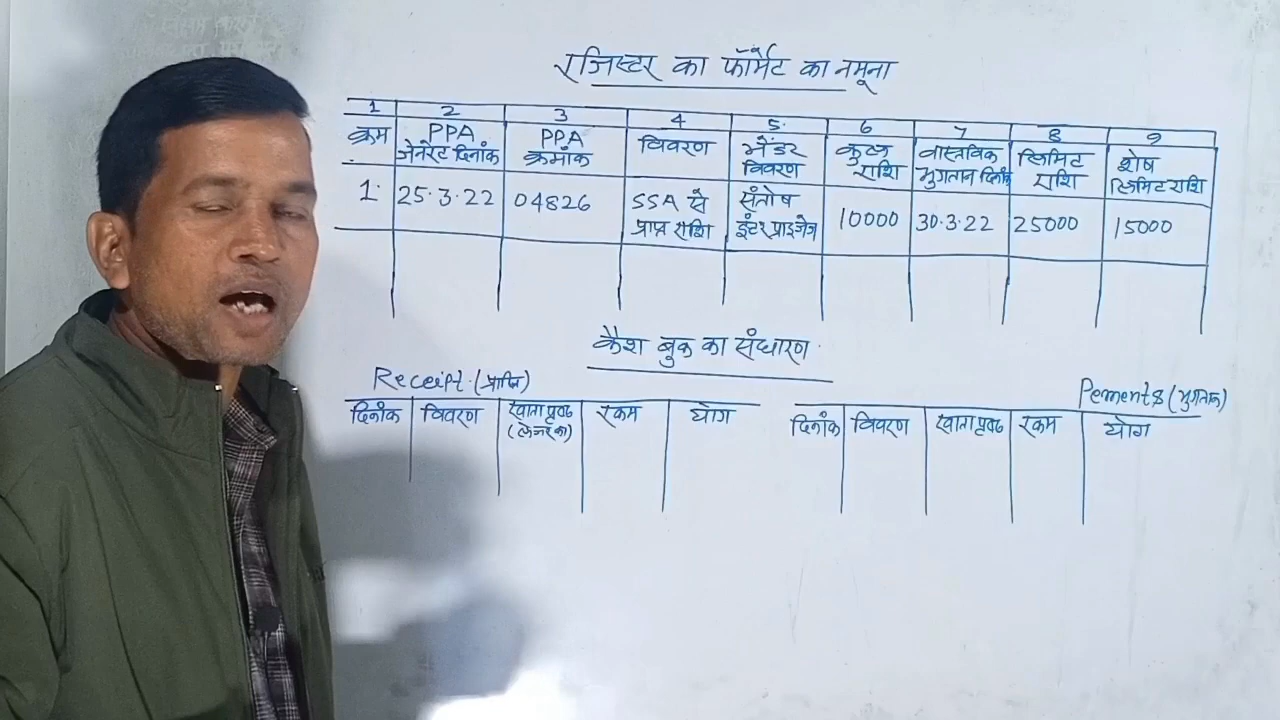 रजिस्टर का फॉर्मेट का नमूना
1 2 3 4 5. 6 7 8 9
क्रम PPA जेनरेट दिनांक PPA क्रमांक विवरण भेंडर विवरण कुल राशि वास्तविक भुगतान दिनांक लिमिट राशि शेष लिमिट राशि
1. 25.3.22 04826 SSA से प्राप्त राशि संतोष इंटरप्राइजेज 10000 30.3.22 25000 15000
कैश बुक का संधारण
Receipt (प्राप्ति) Pements (भुगतान)
दिनांक विवरण खाता पृष्ठ (लेजर का) रकम योग दिनांक विवरण खाता पृष्ठ रकम योग